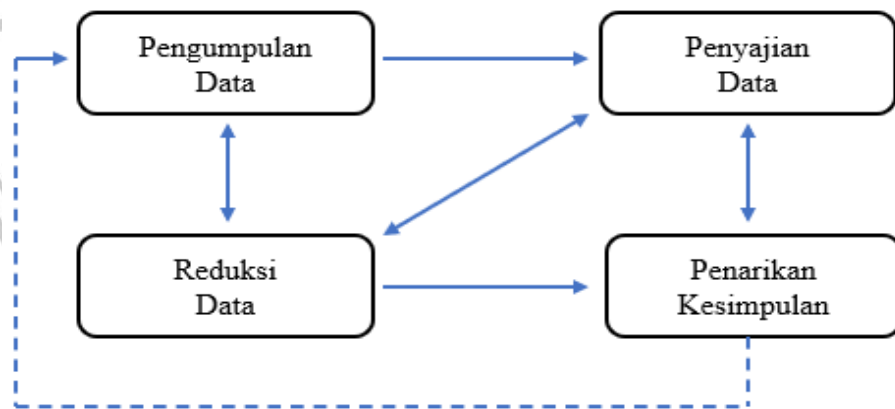 Pengumpulan
Data
Penyajian
Data
Reduksi
Data
Penarikan
Kesimpulan